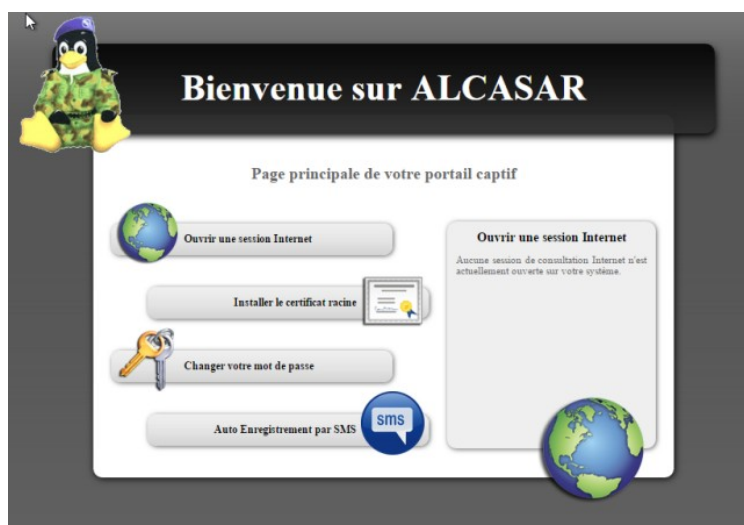 Bienvenue sur ALCASAR
Page principale de votre portail captif
Ouvrir une session Internet
Installer le certificat racine
Changer votre mot de passe
Auto Enregistrement par SMS
sms
Ouvrir une session Internet
Aucune session de consultation Internet n'est
actuellement ouverte sur votre système.